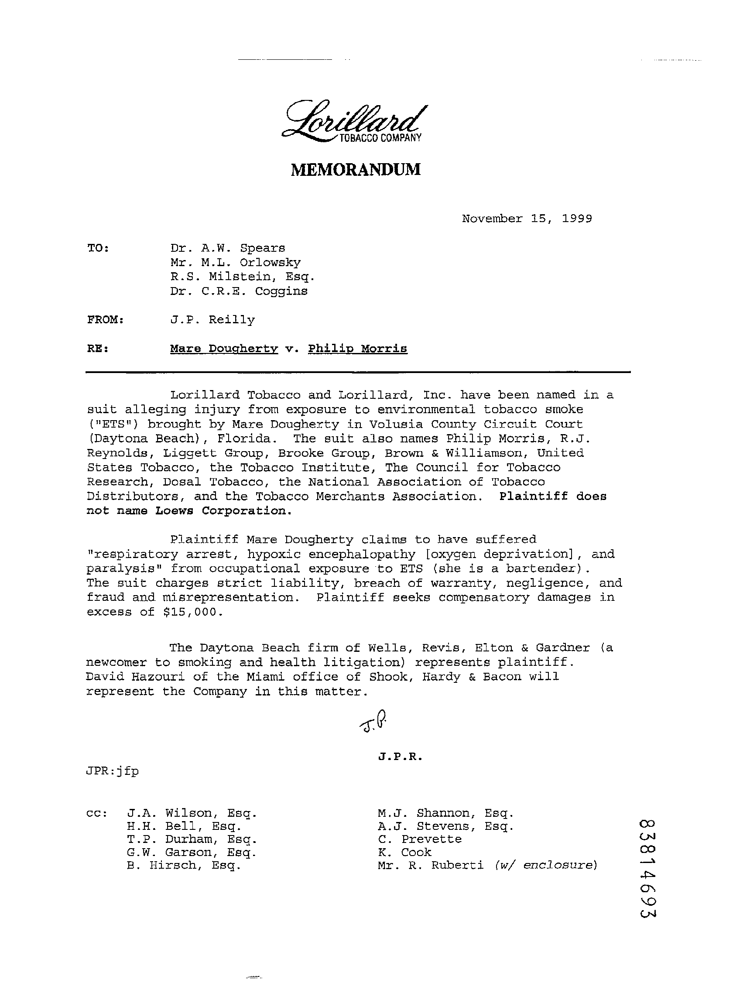 Lorillard
TOBACCO COMPANY
MEMORANDUM
November 15, 1999
TO: Dr. A.W. Spears
Mr. M.L. Orlowsky
R.S. Milstein, Esq.
Dr. C.R.E. Coggins
FROM: J.P. Reilly
RE: Mare Dougherty v. Philip Morris
Lorillard Tobacco and Lorillard, Inc. have been named in a
suit alleging injury from exposure to environmental tobacco smoke
("ETS") brought by Mare Dougherty in Volusia County Circuit Court
(Daytona Beach), Florida. The suit also names Philip Morris, R.J.
Reynolds, Liggett Group, Brooke Group, Brown & Williamson, United
States Tobacco, the Tobacco Institute, The Council for Tobacco
Research, Dosal Tobacco, the National Association of Tobacco
Distributors, and the Tobacco Merchants Association. Plaintiff does
not name Loews Corporation.
Plaintiff Mare Dougherty claims to have suffered
"respiratory arrest, hypoxic encephalopathy [oxygen deprivation], and
paralysis" from occupational exposure to ETS (she is a bartender).
The suit charges strict liability, breach of warranty, negligence, and
fraud and misrepresentation. Plaintiff seeks compensatory damages in
excess of $15,000.
The Daytona Beach firm of Wells, Revis, Elton & Gardner (a
newcomer to smoking and health litigation) represents plaintiff.
David Hazouri of the Miami office of Shook, Hardy & Bacon will
represent the Company in this matter.
J.P.
J.P.R.
JPR:jfp
cc: J.A. Wilson, Esq.
H.H. Bell, Esq.
T.P. Durham, Esq.
G.W. Garson, Esq.
B. Hirsch, Esq.
M.J. Shannon, Esq.
A.J. Stevens, Esq.
C. Prevette
K. Cook
Mr. R. Ruberti (w/ enclosure)
83814693